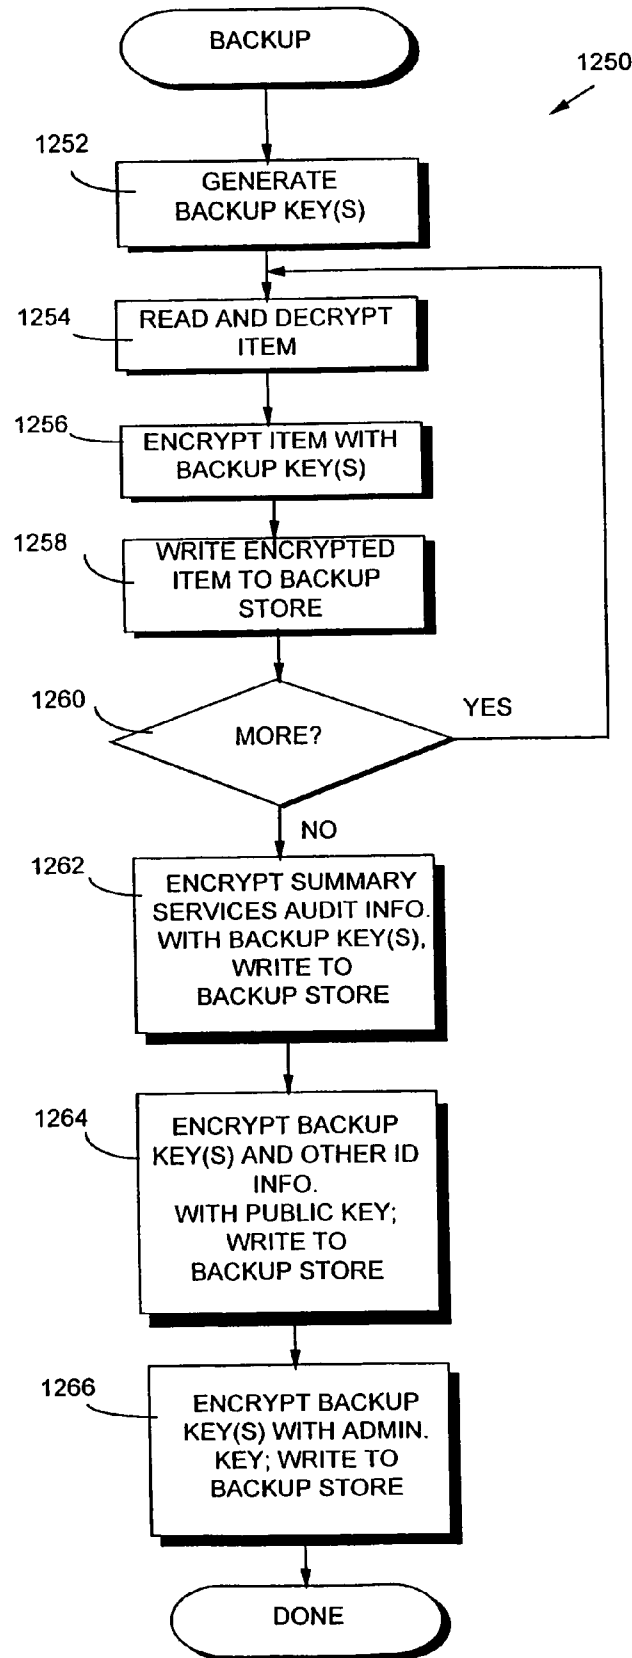 BACKUP
1250
1252
GENERATE
BACKUP KEY(S)
1254
READ AND DECRYPT
ITEM
1256
ENCRYPT ITEM WITH
BACKUP KEY(S)
1258
WRITE ENCRYPTED
ITEM TO BACKUP
STORE
1260
MORE?
YES
NO
1262
ENCRYPT SUMMARY
SERVICES AUDIT INFO.
WITH BACKUP KEY(S),
WRITE TO
BACKUP STORE
1264
ENCRYPT BACKUP
KEY(S) AND OTHER ID
INFO.
WITH PUBLIC KEY;
WRITE TO
BACKUP STORE
1266
ENCRYPT BACKUP
KEY(S) WITH ADMIN.
KEY; WRITE TO
BACKUP STORE
DONE